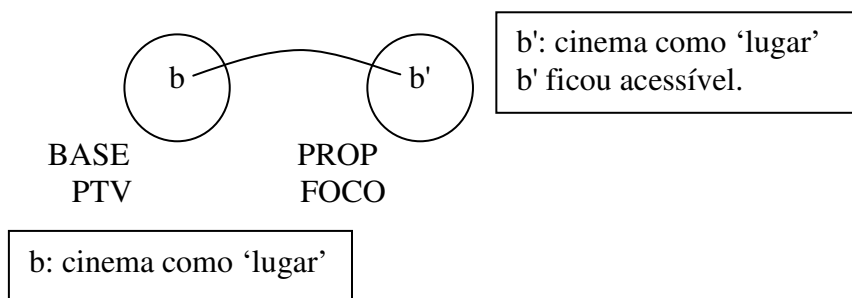 b': cinema como ‘lugar’
b' ficou acessível.
b b'
BASE PROP
PTV FOCO
b: cinema como ‘lugar’